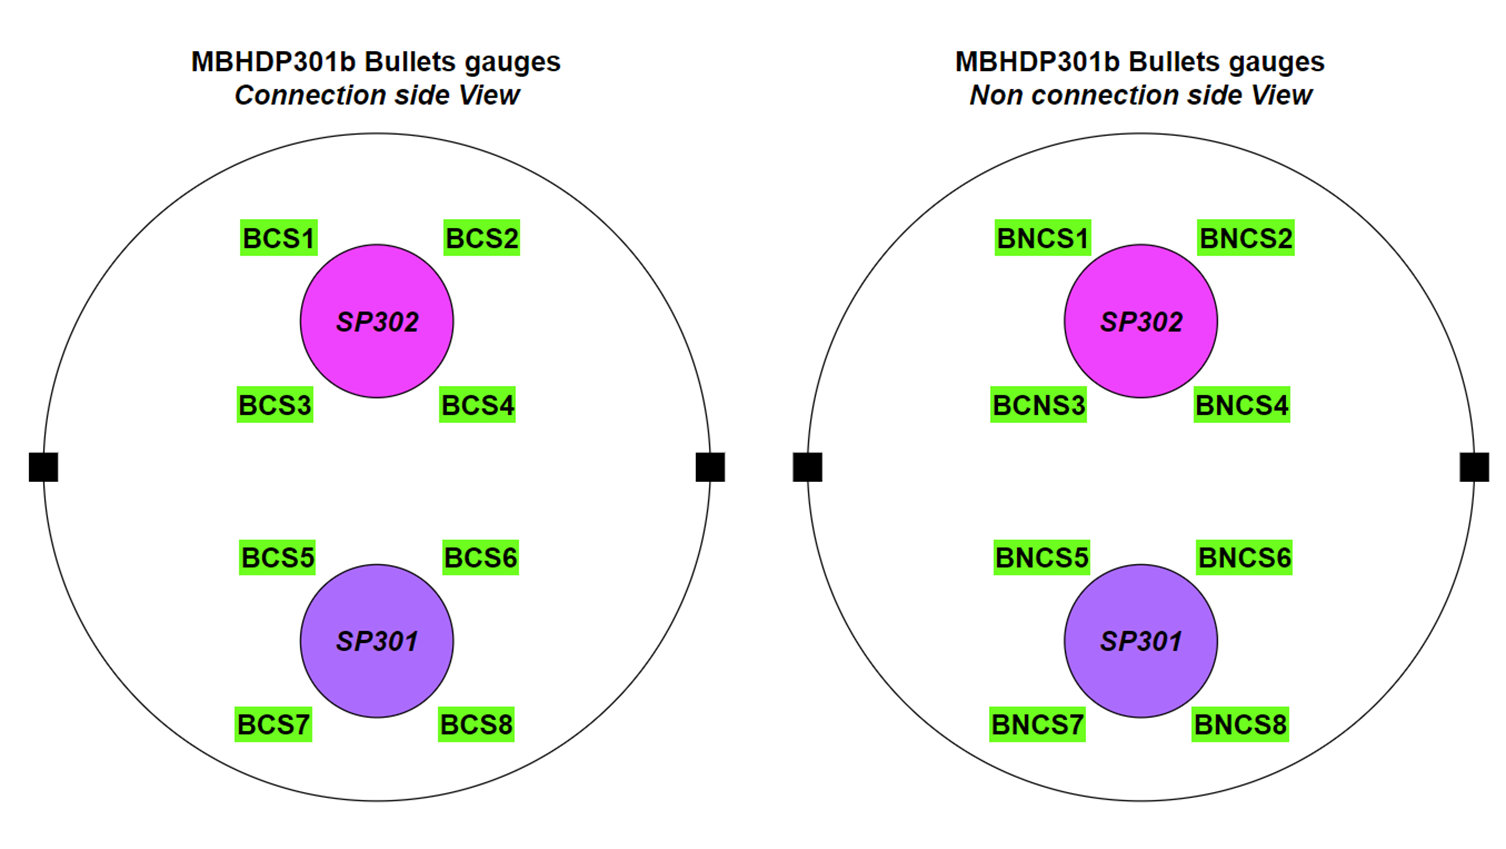 MBHDP301b Bullets gauges
Connection side View
BCS1 BCS2
SP302
BCS3 BCS4
BCS5 BCS6
SP301
BCS7 BCS8
MBHDP301b Bullets gauges
Non connection side View
BNCS1 BNCS2
SP302
BCNS3 BNCS4
BNCS5 BNCS6
SP301
BNCS7 BNCS8